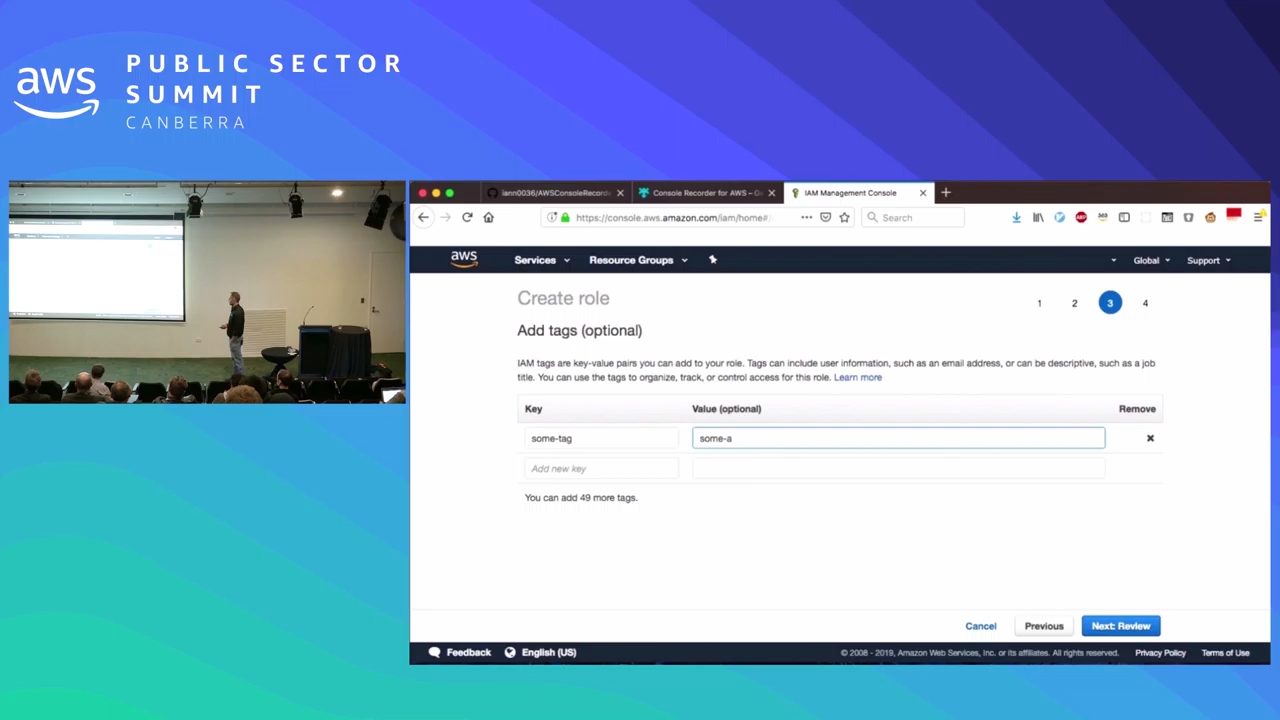 aws
PUBLIC SECTOR
SUMMIT
CANBERRA
iann0036/AWSConsoleRecorde
Console Recorder for AWS – Ge
IAM Management Console
https://console.aws.amazon.com/iam/home#
Search
aws
Services
Resource Groups
Global
Support
Create role
1 2 3 4
Add tags (optional)
IAM tags are key-value pairs you can add to your role. Tags can include user information, such as an email address, or can be descriptive, such as a job
title. You can use the tags to organize, track, or control access for this role. Learn more
Key Value (optional) Remove
some-tag some-a
Add new key
You can add 49 more tags.
Cancel Previous Next: Review
Feedback English (US) © 2008 - 2019, Amazon Web Services, Inc. or its affiliates. All rights reserved. Privacy Policy Terms of Use